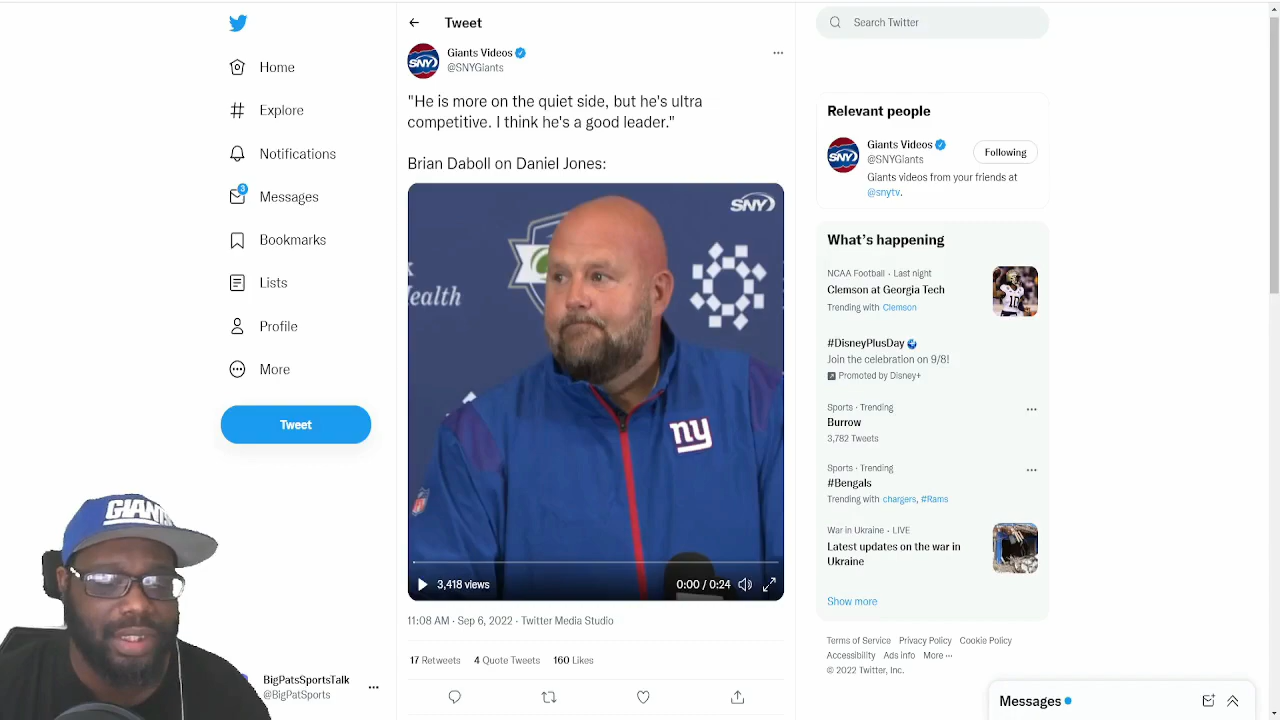 Home
Explore
Notifications
3
Messages
Bookmarks
Lists
Profile
More
Tweet
GIANTS
BigPatsSportsTalk
@BigPatSports
Tweet
SNY
Giants Videos
@SNYGiants
"He is more on the quiet side, but he's ultra
competitive. I think he's a good leader."
Brian Daboll on Daniel Jones:
SNY
Health
ny
3,418 views
0:00 / 0:24
11:08 AM · Sep 6, 2022 · Twitter Media Studio
17 Retweets 4 Quote Tweets 160 Likes
Search Twitter
Relevant people
SNY
Giants Videos
@SNYGiants
Following
Giants videos from your friends at
@snytv.
What's happening
NCAA Football · Last night
Clemson at Georgia Tech
Trending with Clemson
10
#DisneyPlusDay
Join the celebration on 9/8!
Promoted by Disney+
Sports · Trending
Burrow
3,782 Tweets
Sports · Trending
#Bengals
Trending with chargers, #Rams
War in Ukraine · LIVE
Latest updates on the war in
Ukraine
Show more
Terms of Service Privacy Policy Cookie Policy
Accessibility Ads info More ···
© 2022 Twitter, Inc.
Messages